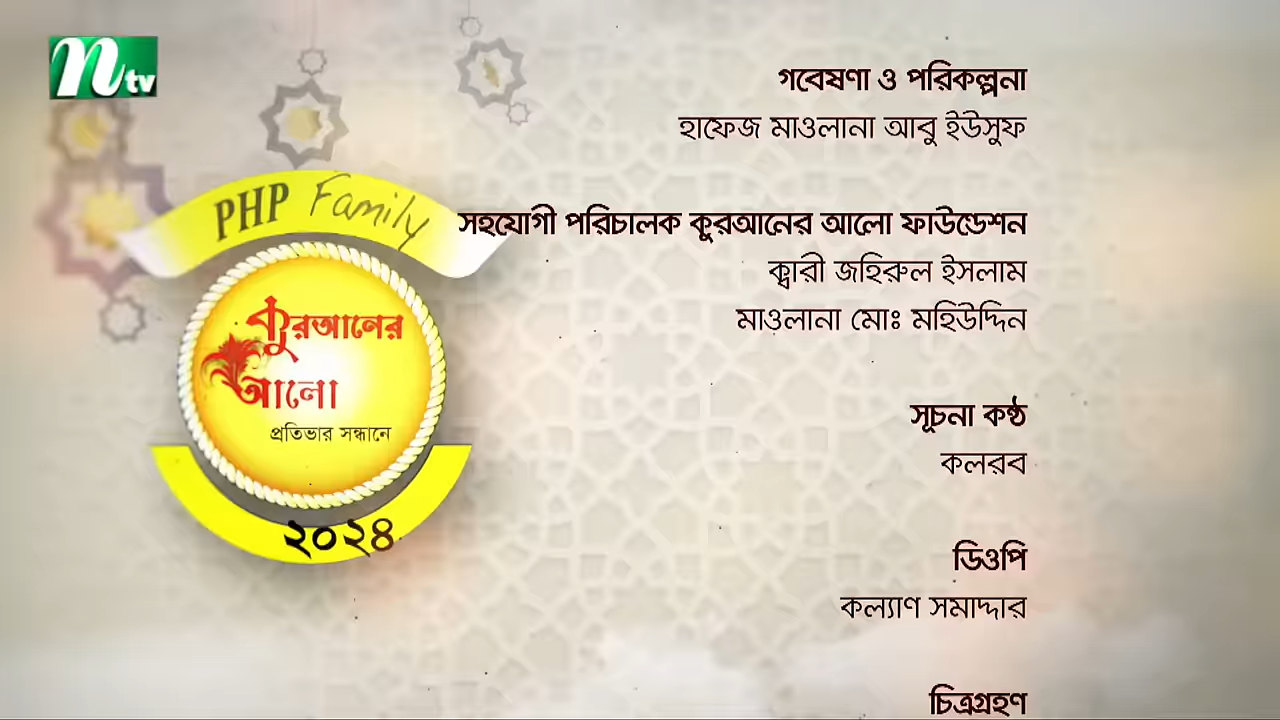 Ntv
PHP Family
কুরআনের
আলো
প্রতিভার সন্ধানে
২০২৪
গবেষণা ও পরিকল্পনা
হাফেজ মাওলানা আবু ইউসুফ
সহযোগী পরিচালক কুরআনের আলো ফাউন্ডেশন
ক্বারী জহিরুল ইসলাম
মাওলানা মোঃ মহিউদ্দিন
সূচনা কণ্ঠ
কলরব
ডিওপি
কল্যাণ সমাদ্দার
চিত্রগ্রহণ